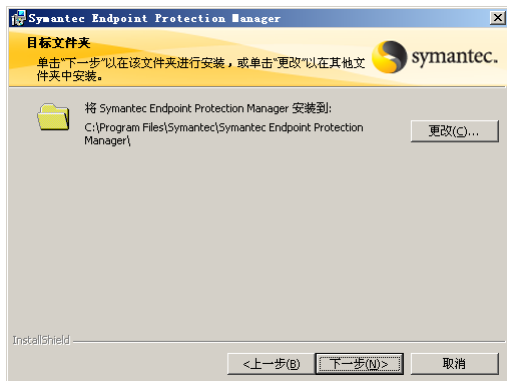 Symantec Endpoint Protection Manager
目标文件夹
单击“下一步”以在该文件夹进行安装，或单击“更改”以在其他文
件夹中安装。
symantec.
将 Symantec Endpoint Protection Manager 安装到:
C:\Program Files\Symantec\Symantec Endpoint Protection
Manager\
更改(C)...
InstallShield
<上一步(B)
下一步(N)>
取消